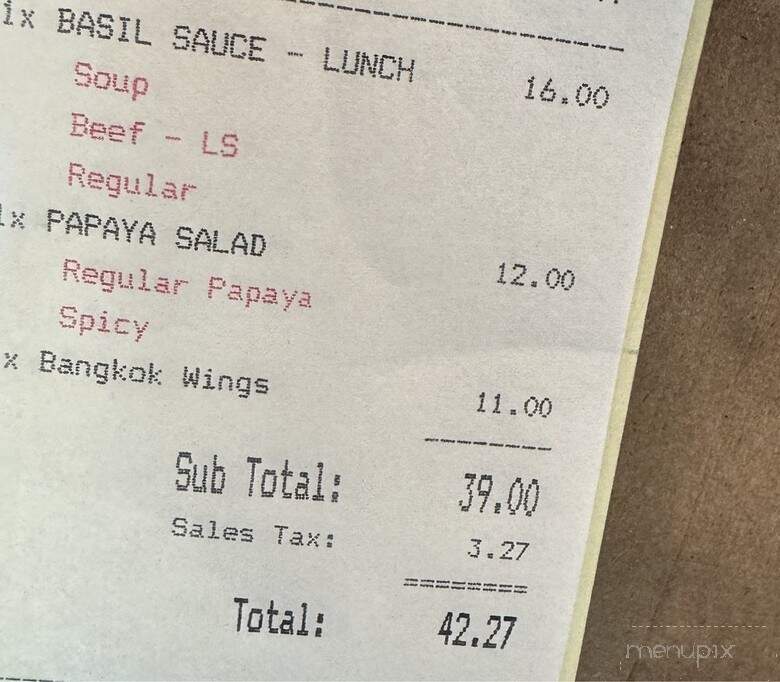 1x BASIL SAUCE - LUNCH 16.00
Soup
Beef - LS
Regular
1x PAPAYA SALAD 12.00
Regular Papaya
Spicy
x Bangkok Wings 11.00
Sub Total: 39.00
Sales Tax: 3.27
Total: 42.27
menupix